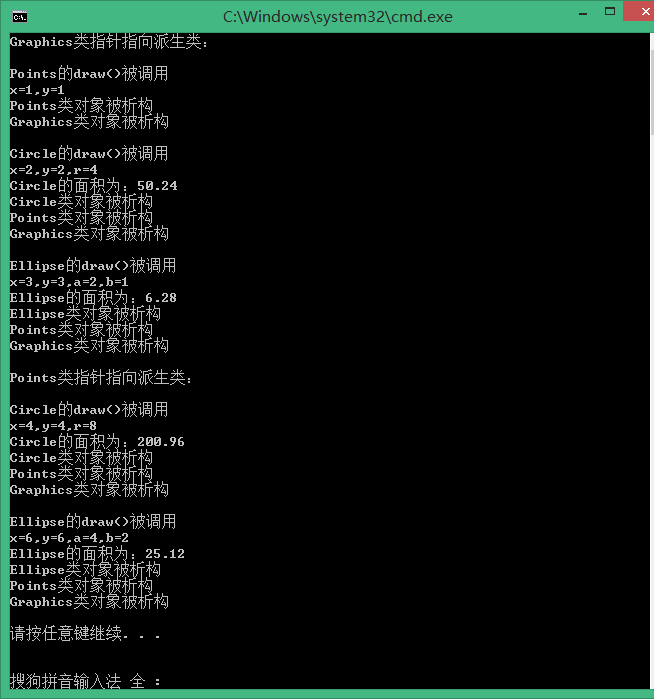 C:\Windows\system32\cmd.exe
Graphics类指针指向派生类：
Points的draw()被调用
x=1,y=1
Points类对象被析构
Graphics类对象被析构
Circle的draw()被调用
x=2,y=2,r=4
Circle的面积为：50.24
Circle类对象被析构
Points类对象被析构
Graphics类对象被析构
Ellipse的draw()被调用
x=3,y=3,a=2,b=1
Ellipse的面积为：6.28
Ellipse类对象被析构
Points类对象被析构
Graphics类对象被析构
Points类指针指向派生类：
Circle的draw()被调用
x=4,y=4,r=8
Circle的面积为：200.96
Circle类对象被析构
Points类对象被析构
Graphics类对象被析构
Ellipse的draw()被调用
x=6,y=6,a=4,b=2
Ellipse的面积为：25.12
Ellipse类对象被析构
Points类对象被析构
Graphics类对象被析构
请按任意键继续. . .
搜狗拼音输入法 全 ：